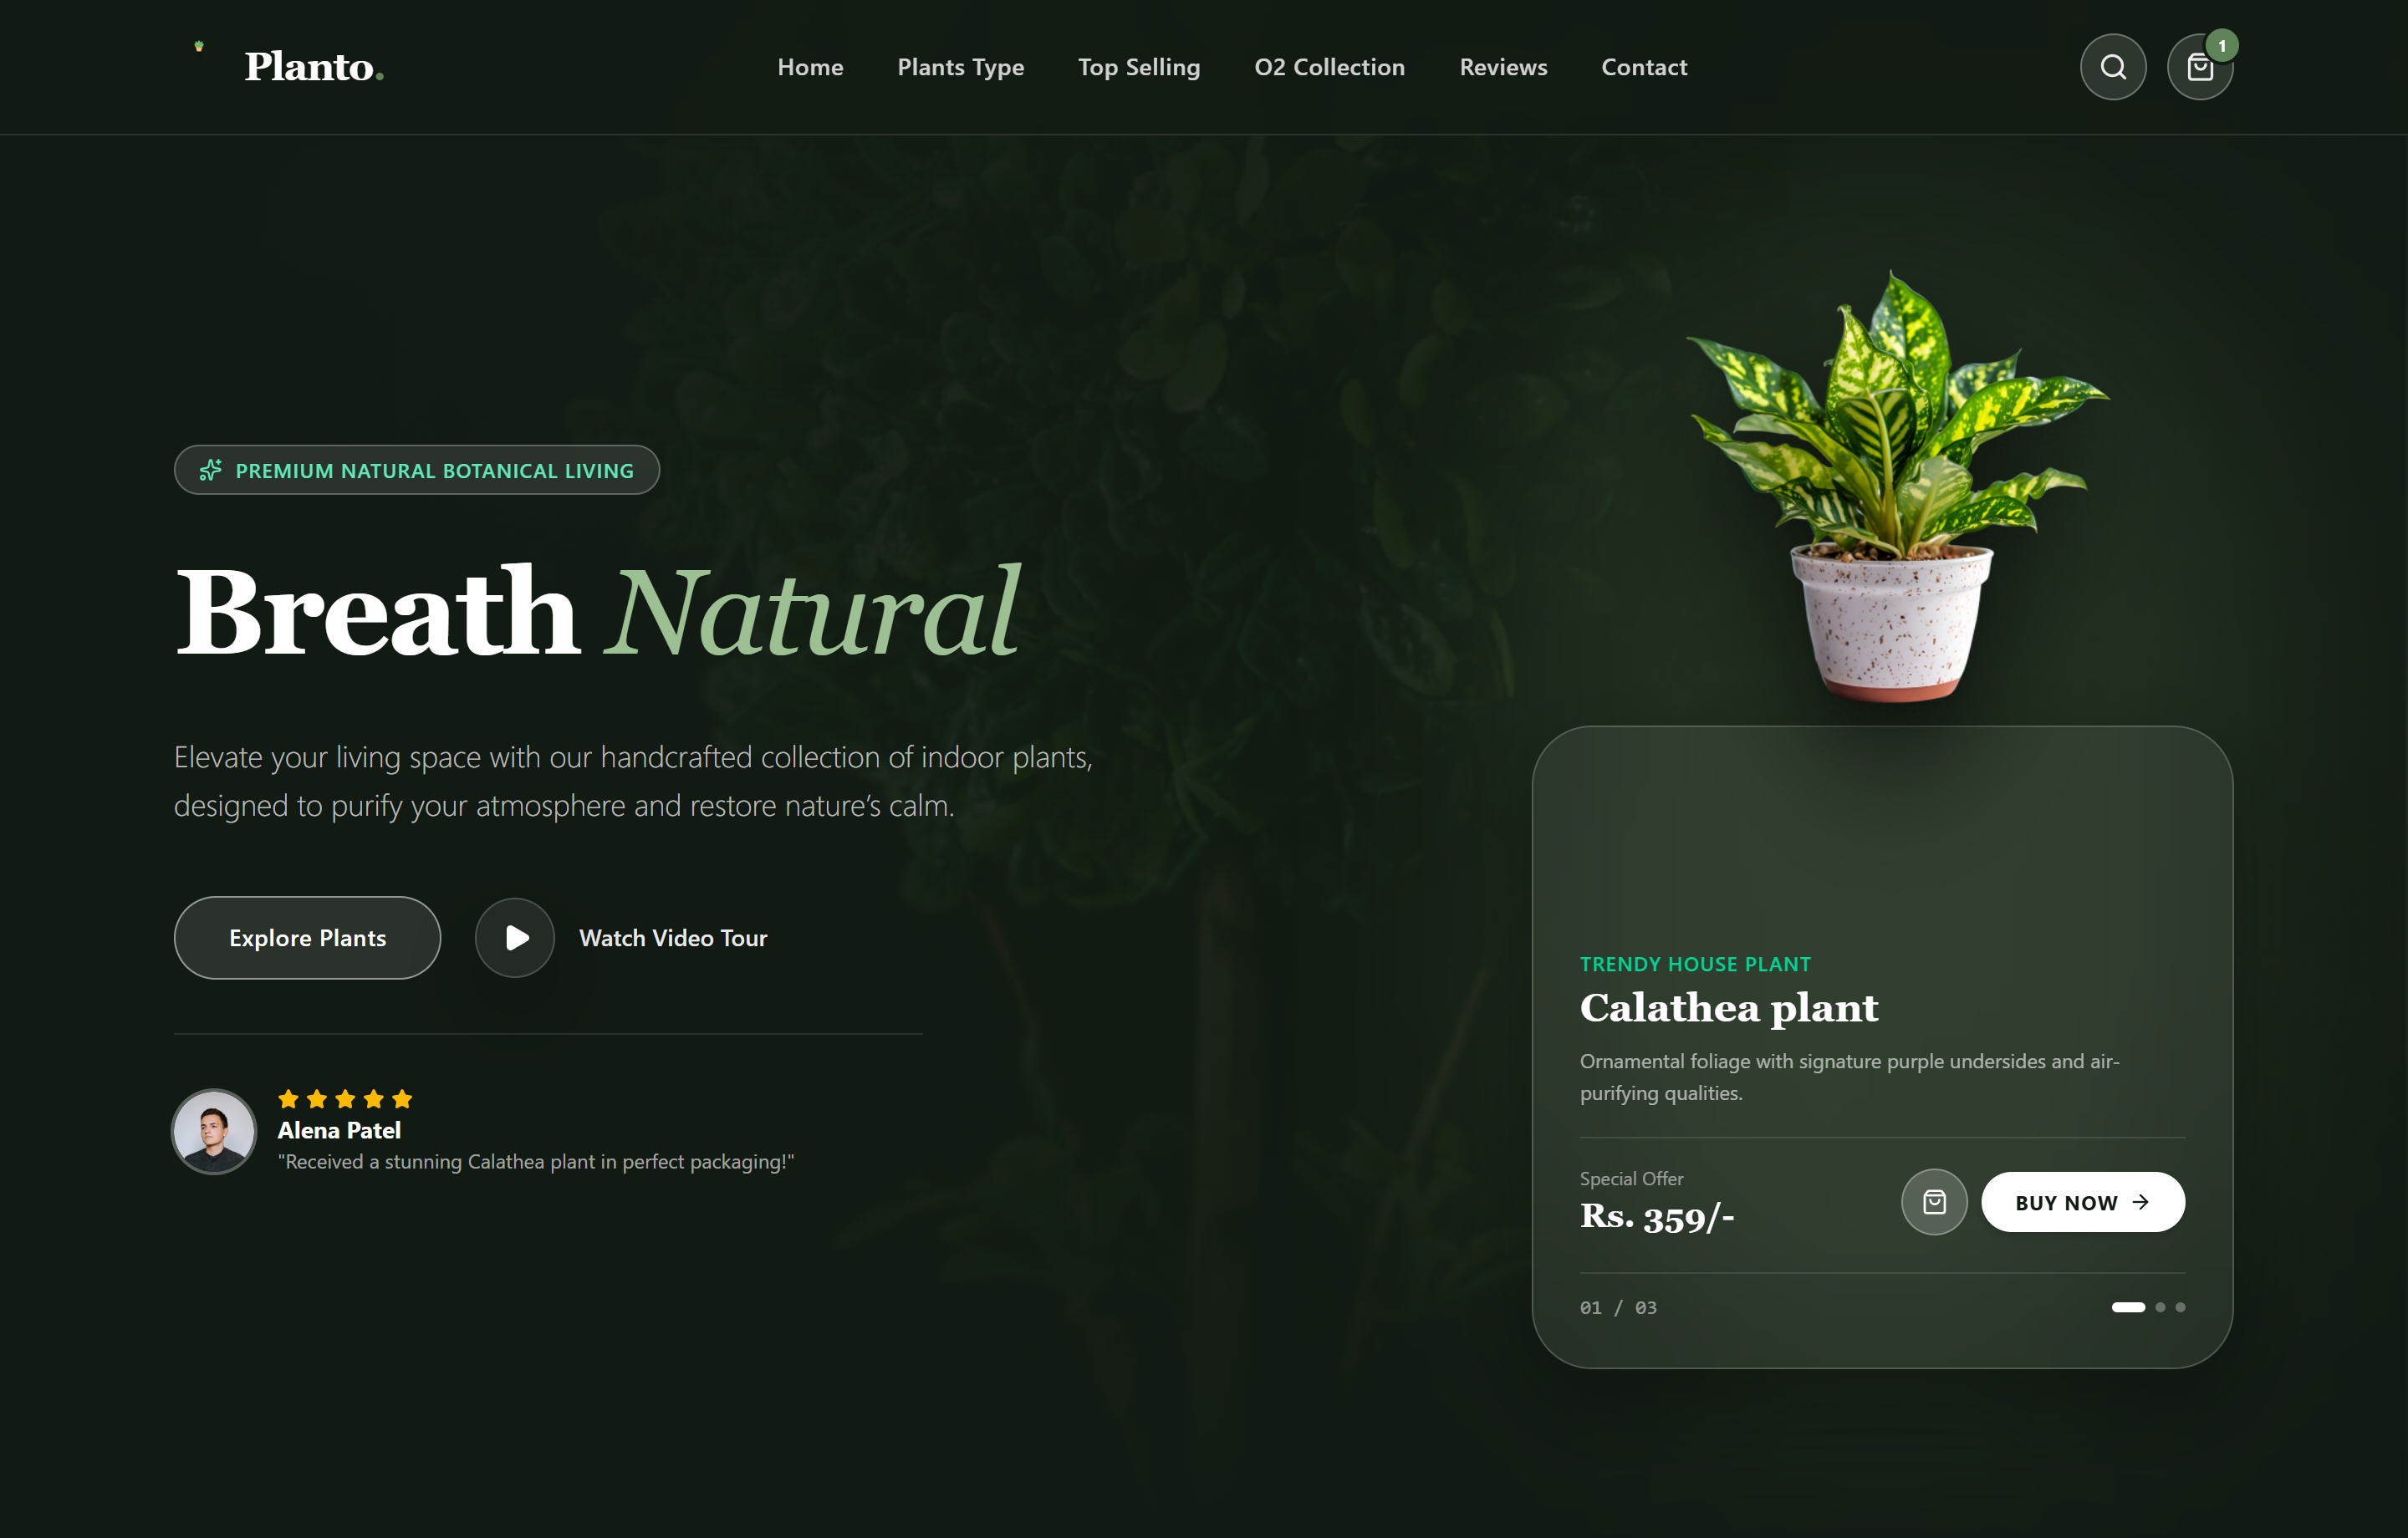 Planto.
Home
Plants Type
Top Selling
O2 Collection
Reviews
Contact
1
PREMIUM NATURAL BOTANICAL LIVING
Breath Natural
Elevate your living space with our handcrafted collection of indoor plants,
designed to purify your atmosphere and restore nature’s calm.
Explore Plants
Watch Video Tour
Alena Patel
"Received a stunning Calathea plant in perfect packaging!"
TRENDY HOUSE PLANT
Calathea plant
Ornamental foliage with signature purple undersides and air-
purifying qualities.
Special Offer
Rs. 359/-
BUY NOW
01 / 03